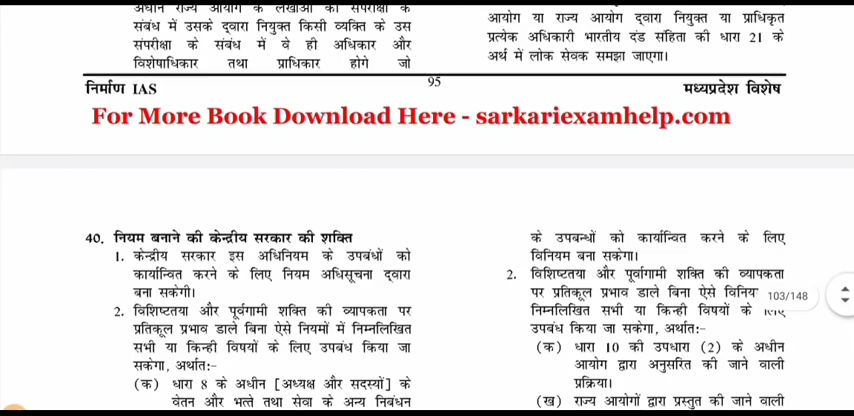 अधीन राज्य आयोग के लेखाओं की संपरीक्षा के
संबंध में उसके द्वारा नियुक्त किसी व्यक्ति के उस
संपरीक्षा के संबंध में वे ही अधिकार और
विशेषाधिकार तथा प्राधिकार होगे जो
आयोग या राज्य आयोग द्वारा नियुक्त या प्राधिकृत
प्रत्येक अधिकारी भारतीय दंड संहिता की धारा 21 के
अर्थ में लोक सेवक समझा जाएगा।
निर्माण IAS
95
मध्यप्रदेश विशेष
For More Book Download Here - sarkariexamhelp.com
40. नियम बनाने की केन्द्रीय सरकार की शक्ति
1. केन्द्रीय सरकार इस अधिनियम के उपबंधों को
कार्यान्वित करने के लिए नियम अधिसूचना द्वारा
बना सकेगी।
2. विशिष्टतया और पूर्वगामी शक्ति की व्यापकता पर
प्रतिकूल प्रभाव डाले बिना ऐसे नियमों में निम्नलिखित
सभी या किन्ही विषयों के लिए उपबंध किया जा
सकेगा, अर्थात:-
(क) धारा 8 के अधीन [अध्यक्ष और सदस्यों] के
वेतन और भत्ते तथा सेवा के अन्य निबंधन
के उपबन्धों को कार्यान्वित करने के लिए
विनियम बना सकेगा।
2. विशिष्टतया और पूर्वागामी शक्ति की व्यापकता
पर प्रतिकूल प्रभाव डाले बिना ऐसे विनिय
103/148
निम्नलिखित सभी या किन्ही विषयों के लिए
उपबंध किया जा सकेगा, अर्थात:-
(क) धारा 10 की उपधारा (2) के अधीन
आयोग द्वारा अनुसरित की जाने वाली
प्रक्रिया।
(ख) राज्य आयोगों द्वारा प्रस्तुत की जाने वाली